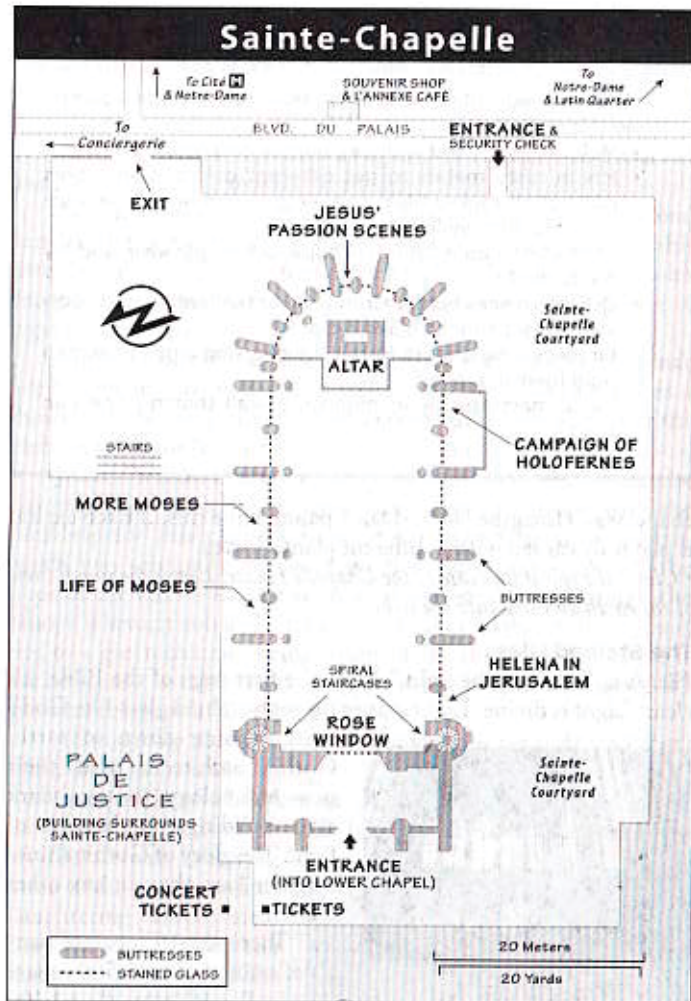 Sainte-Chapelle
To Cité M
& Notre-Dame
SOUVENIR SHOP
& L'ANNEXE CAFÉ
To
Notre-Dame
& Latin Quarter
To
Conciergerie
BLVD. DU PALAIS
ENTRANCE &
SECURITY CHECK
EXIT
JESUS'
PASSION SCENES
Sainte-
Chapelle
Courtyard
ALTAR
STAIRS
CAMPAIGN OF
HOLOFERNES
MORE MOSES
LIFE OF MOSES
BUTTRESSES
SPIRAL
STAIRCASES
HELENA IN
JERUSALEM
ROSE
WINDOW
PALAIS
DE
JUSTICE
(BUILDING SURROUNDS
SAINTE-CHAPELLE)
Sainte-
Chapelle
Courtyard
ENTRANCE
(INTO LOWER CHAPEL)
CONCERT
TICKETS
TICKETS
BUTTRESSES
STAINED GLASS
20 Meters
20 Yards